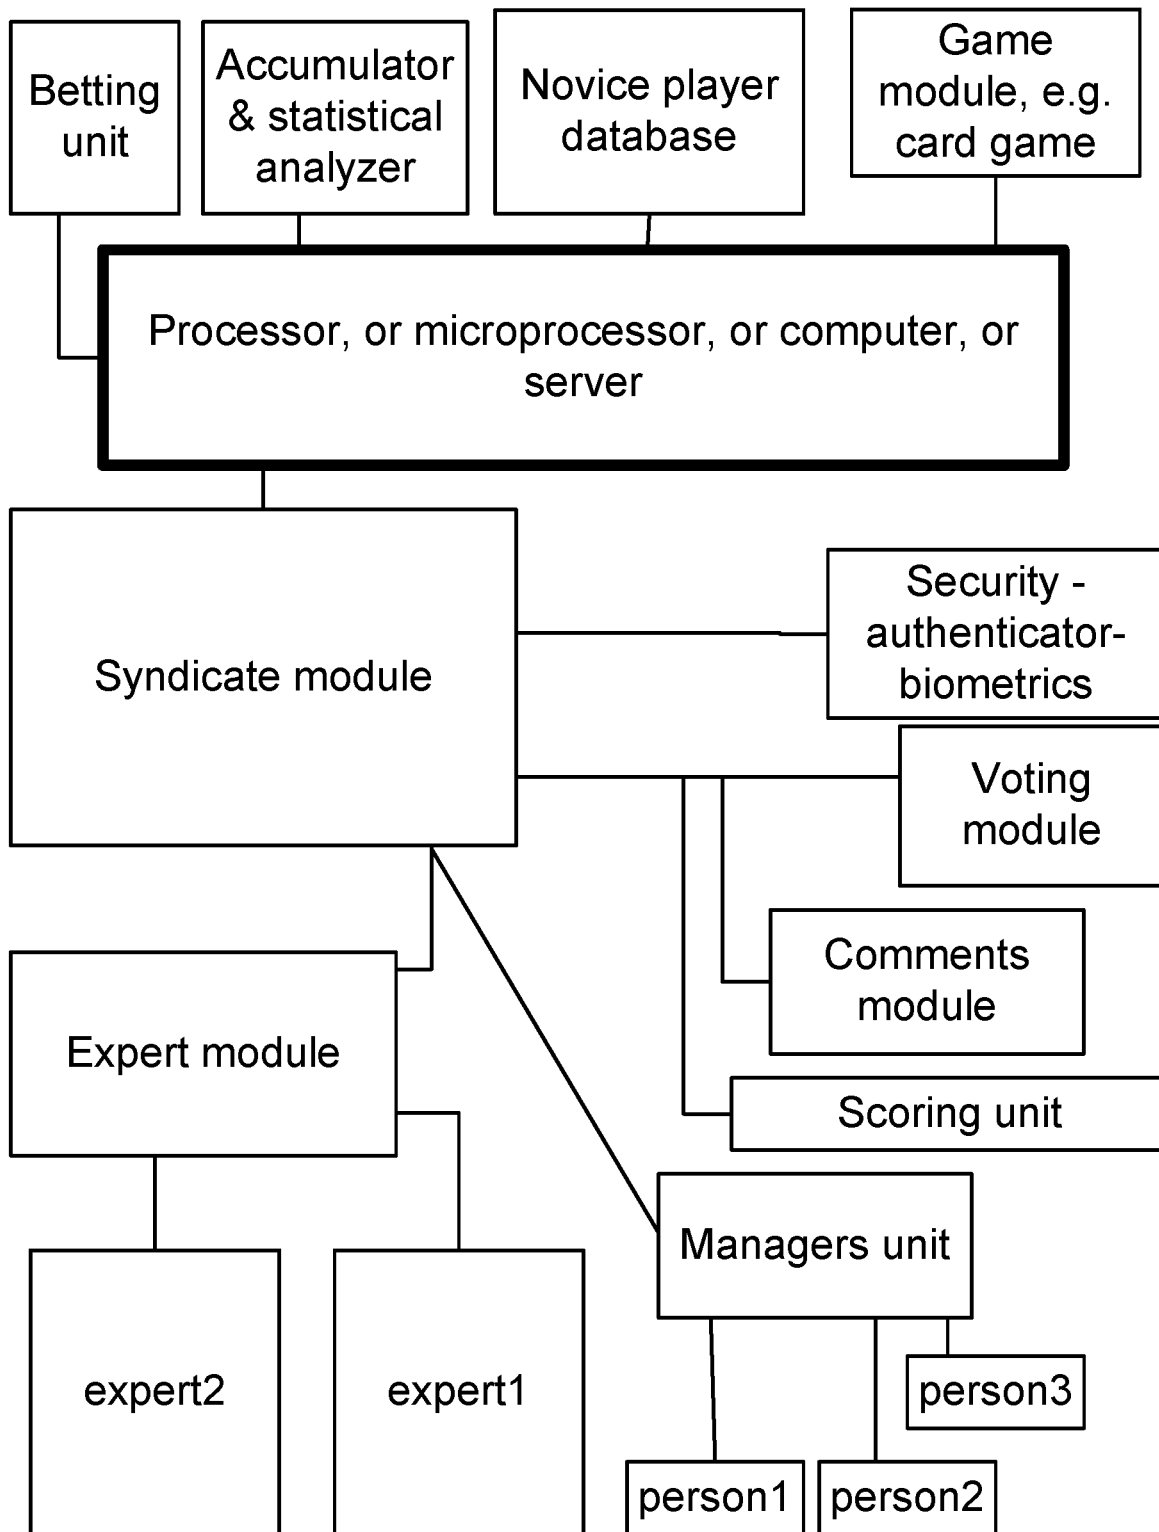 Betting
unit
Accumulator
& statistical
analyzer
Novice player
database
Game
module, e.g.
card game
Processor, or microprocessor, or computer, or
server
Syndicate module
Security -
authenticator-
biometrics
Voting
module
Comments
module
Expert module
Scoring unit
Managers unit
expert2
expert1
person3
person1
person2